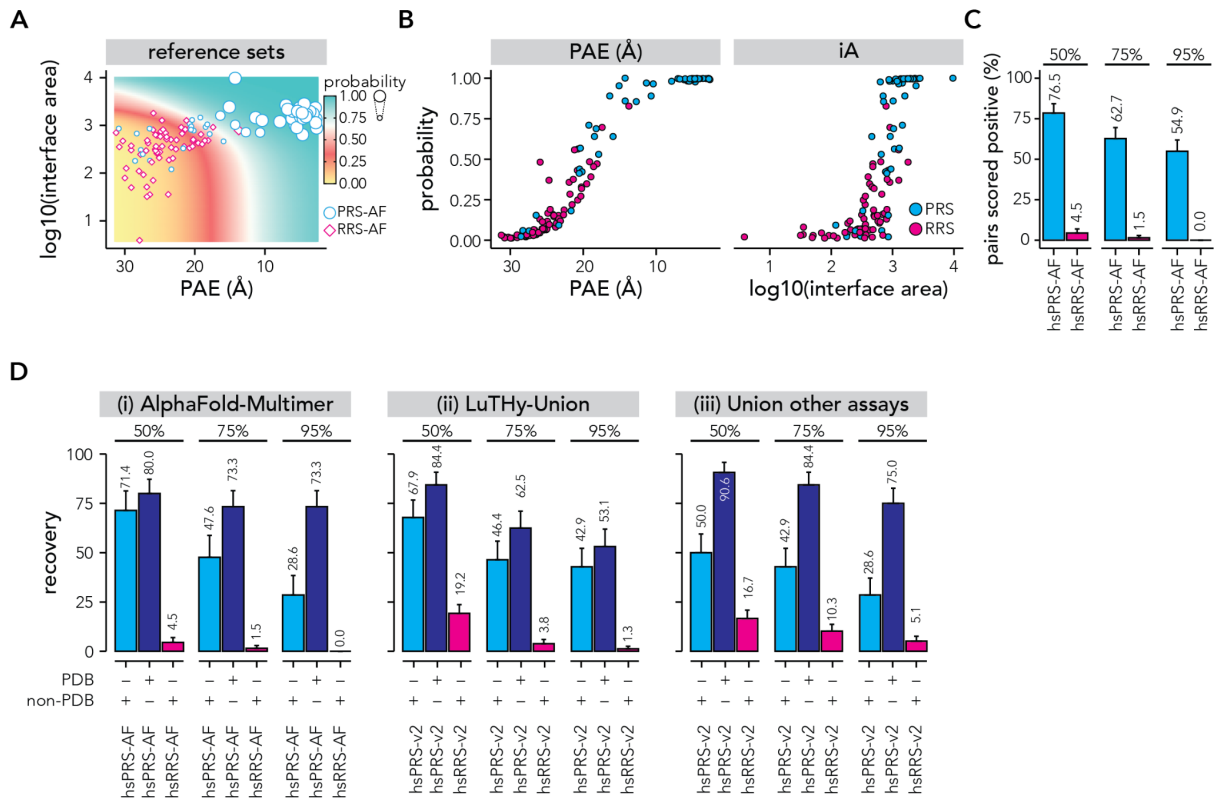 A
reference sets
log10(interface area)
4
3
2
1
30
20
10
PAE (Å)
probability
1.00
0.75
0.50
0.25
0.00
PRS-AF
RRS-AF
B
PAE (Å)
iA
probability
1.00
0.75
0.50
0.25
0.00
30
20
10
PAE (Å)
1
2
3
4
log10(interface area)
PRS
RRS
C
pairs scored positive (%)
50%
75%
95%
100
75
50
25
0
76.5
4.5
62.7
1.5
54.9
0.0
hsPRS-AF
hsRRS-AF
hsPRS-AF
hsRRS-AF
hsPRS-AF
hsRRS-AF
D
(i) AlphaFold-Multimer
50%
75%
95%
recovery
100
75
50
25
0
71.4
80.0
4.5
47.6
73.3
1.5
28.6
73.3
0.0
(ii) LuTHy-Union
50%
75%
95%
67.9
84.4
19.2
46.4
62.5
3.8
42.9
53.1
1.3
(iii) Union other assays
50%
75%
95%
50.0
90.6
16.7
42.9
84.4
10.3
28.6
75.0
5.1
PDB – + – – + – – + – – + – – + – – + – – + – – + – – + –
non-PDB + – + + – + + – + + – + + – + + – + + – + + – + + – +
hsPRS-AF
hsPRS-AF
hsRRS-AF
hsPRS-AF
hsPRS-AF
hsRRS-AF
hsPRS-AF
hsPRS-AF
hsRRS-AF
hsPRS-v2
hsPRS-v2
hsRRS-v2
hsPRS-v2
hsPRS-v2
hsRRS-v2
hsPRS-v2
hsPRS-v2
hsRRS-v2
hsPRS-v2
hsPRS-v2
hsRRS-v2
hsPRS-v2
hsPRS-v2
hsRRS-v2
hsPRS-v2
hsPRS-v2
hsRRS-v2